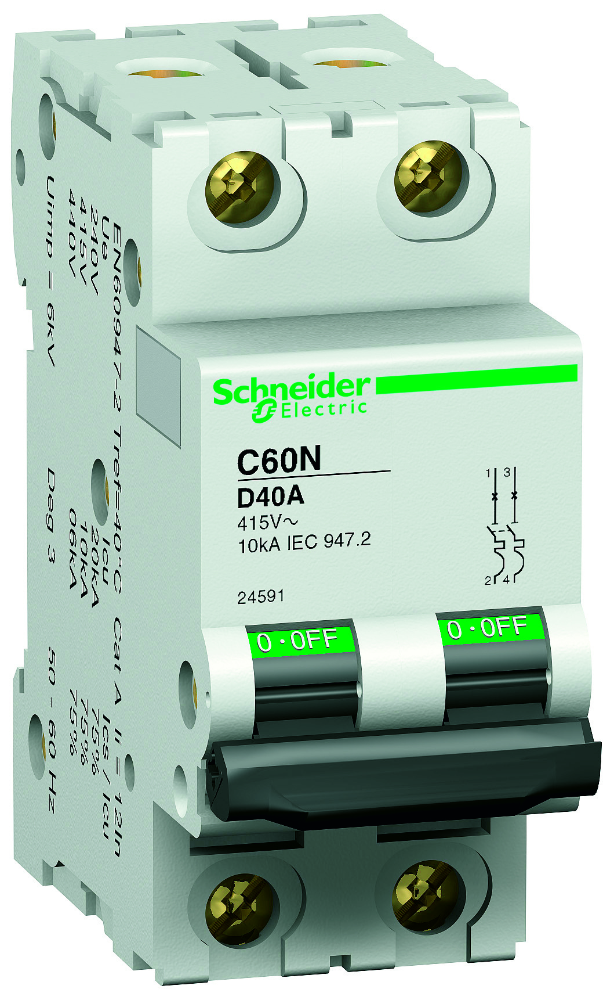 Schneider
Electric
C60N
D40A
415V~
10kA IEC 947.2
24591
1 3
2 4
O·OFF
O·OFF
EN60947-2 Tref=40°C Cat A Ii = 12In
Ue Icu Ics / Icu
240V 20kA 75%
415V 10kA 75%
440V 06kA 75%
Uimp = 6kV Deg 3 50-60 Hz